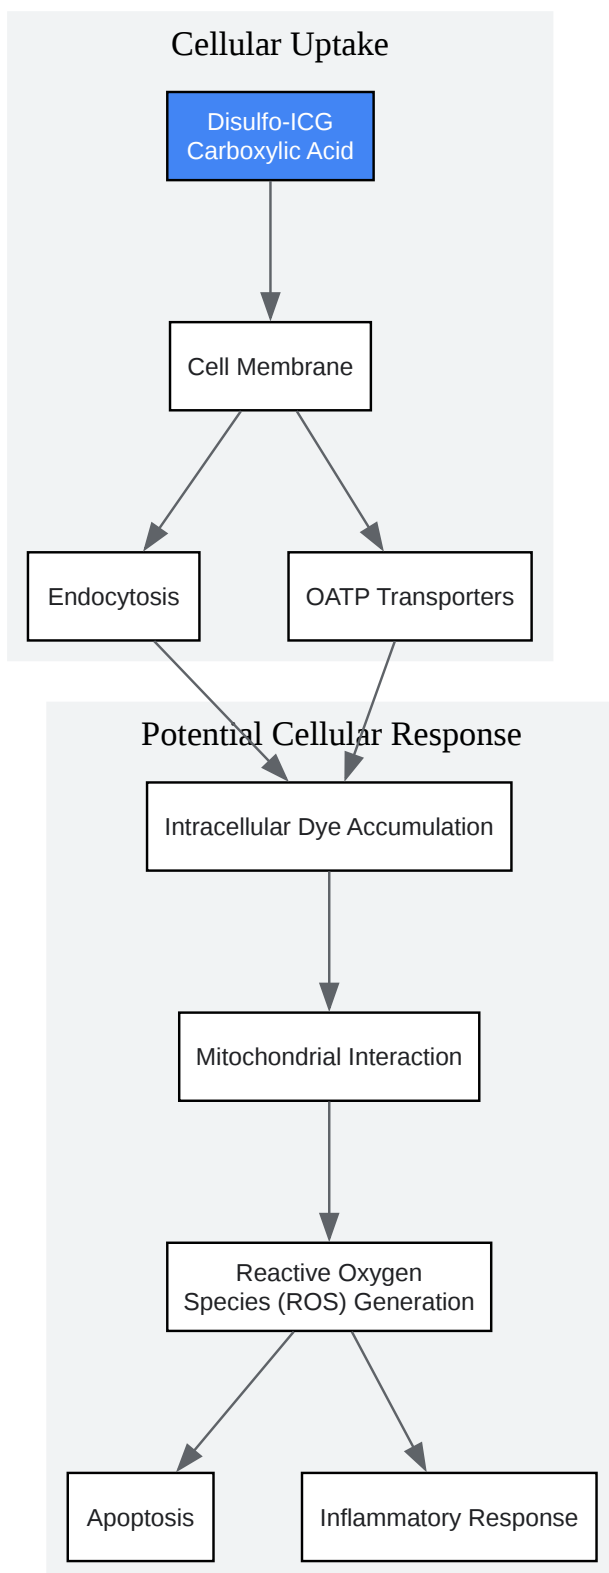 Cellular Uptake
Disulfo-ICG
Carboxylic Acid
Cell Membrane
Endocytosis
OATP Transporters
Potential Cellular Response
Intracellular Dye Accumulation
Mitochondrial Interaction
Reactive Oxygen
Species (ROS) Generation
Apoptosis
Inflammatory Response